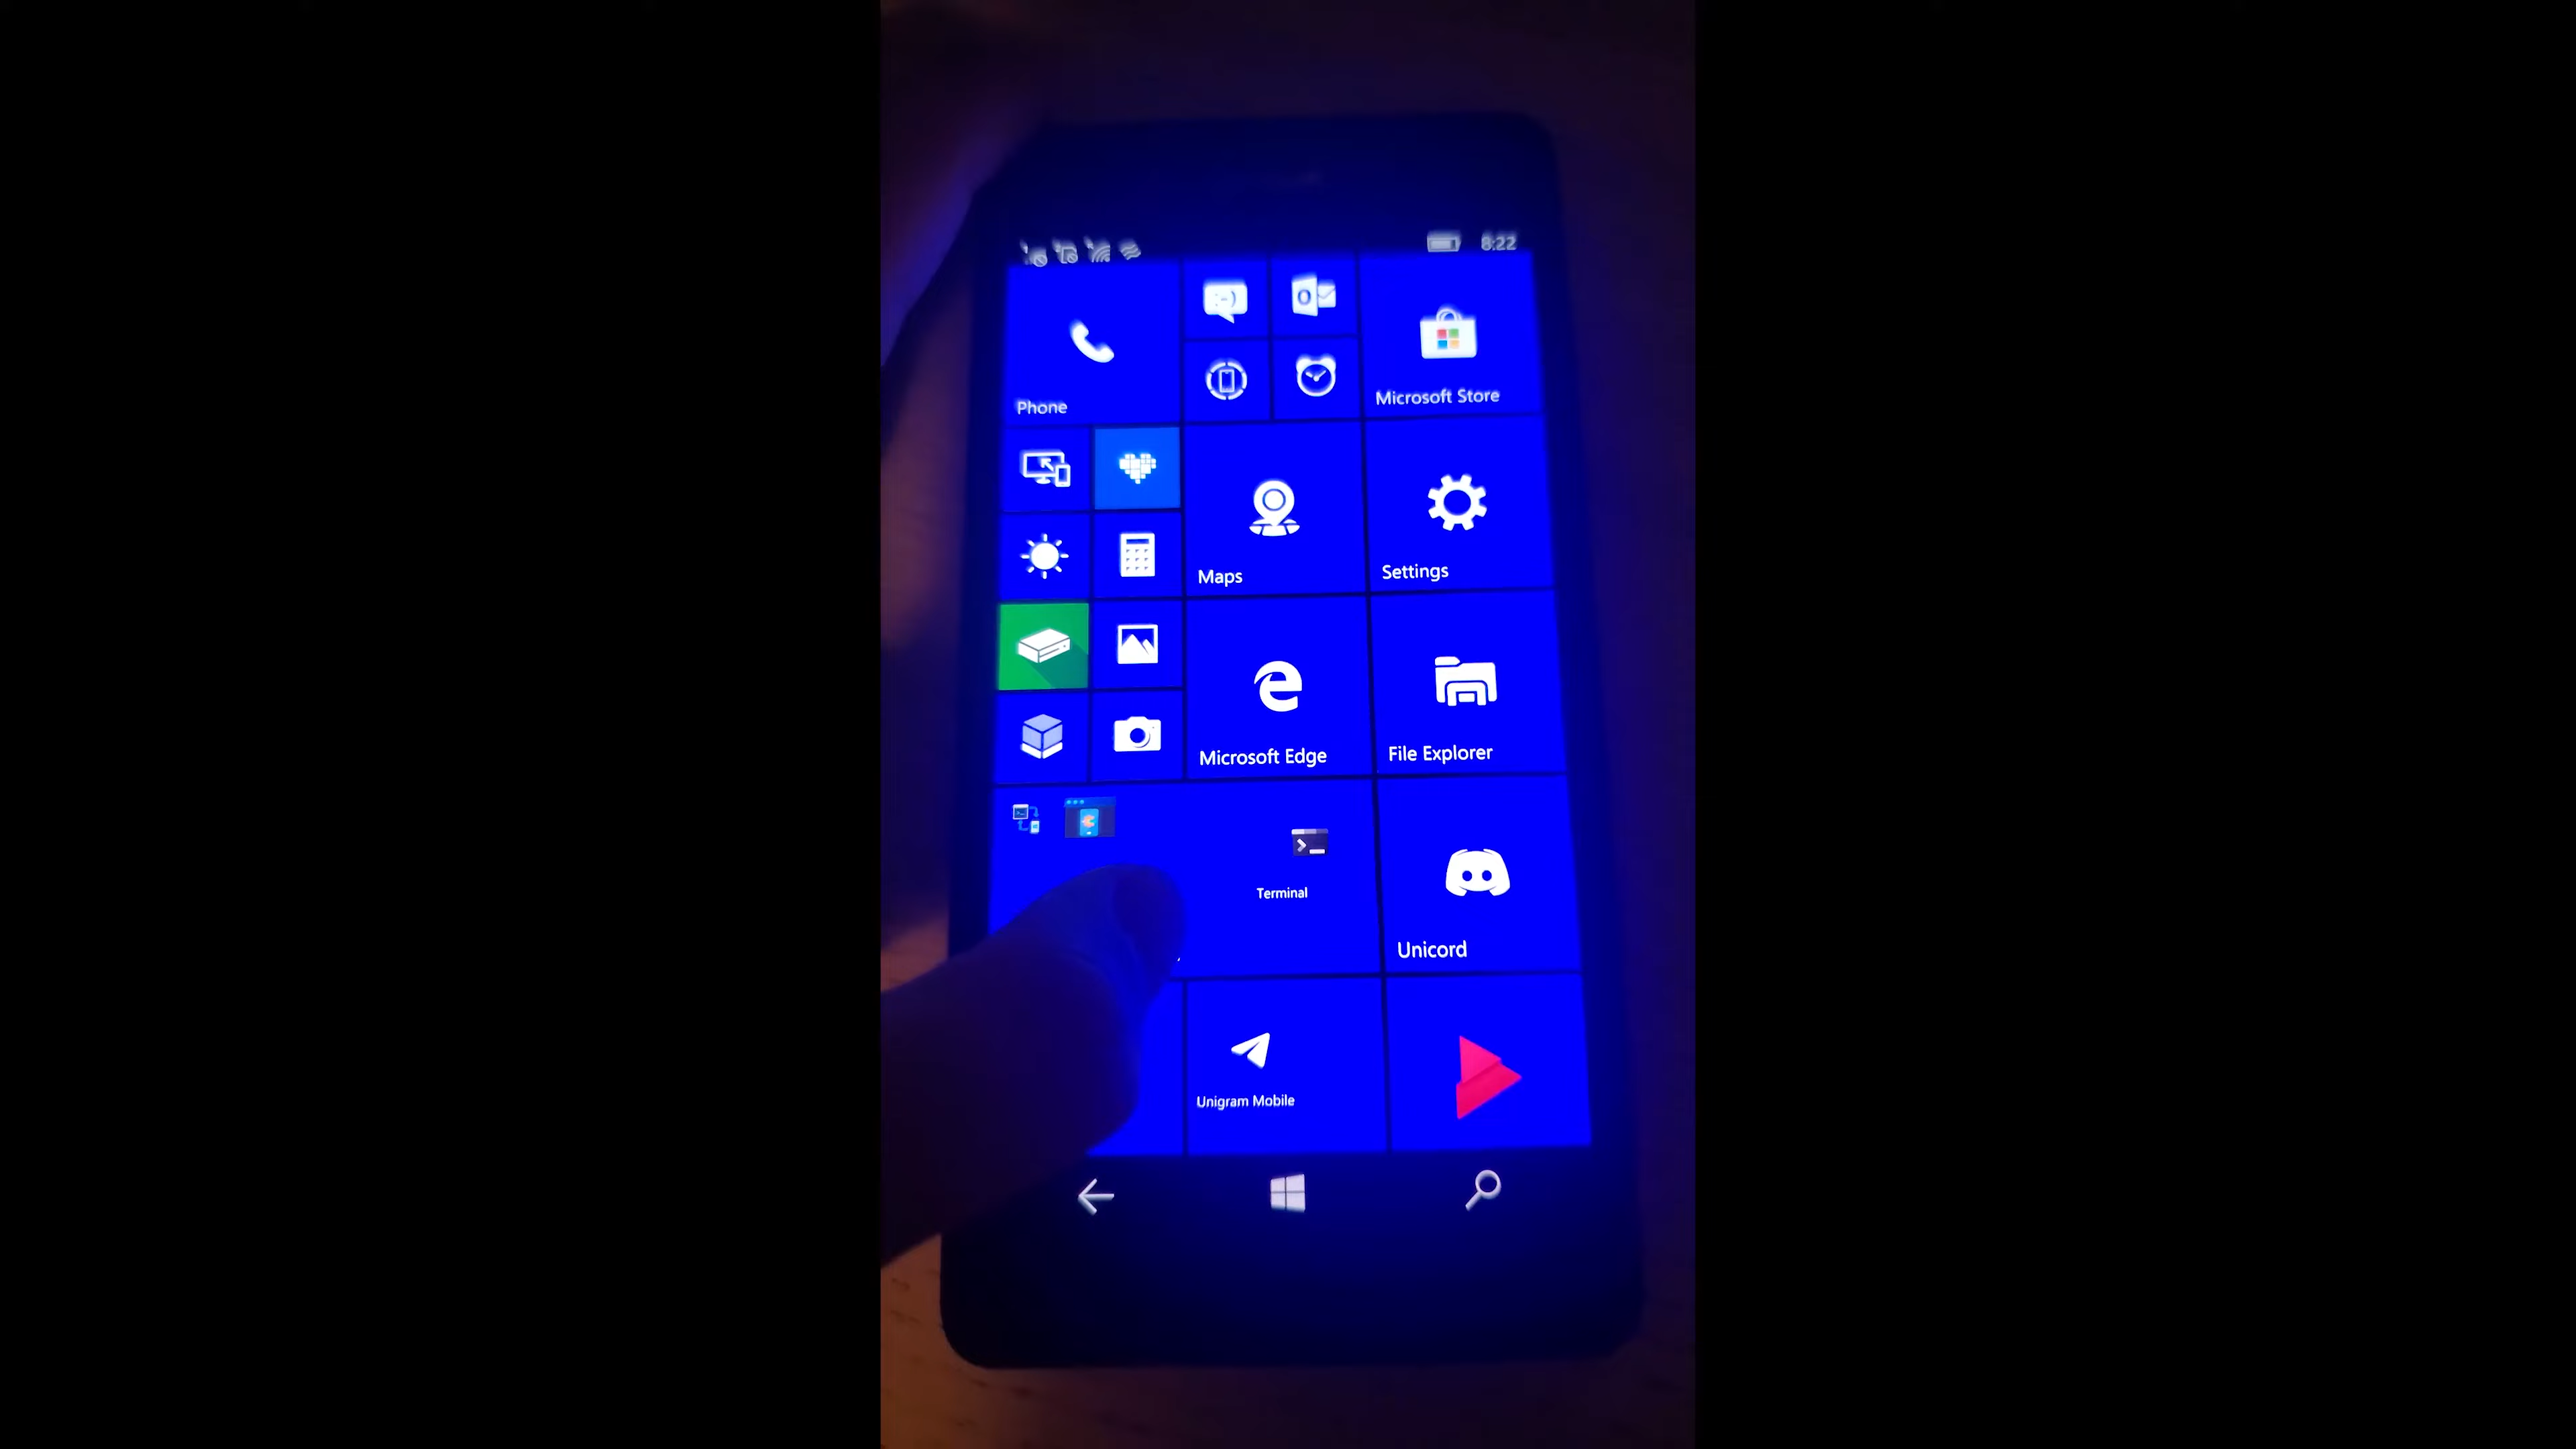 8:22
Phone
Microsoft Store
Maps
Settings
Microsoft Edge
File Explorer
Terminal
Unicord
Unigram Mobile